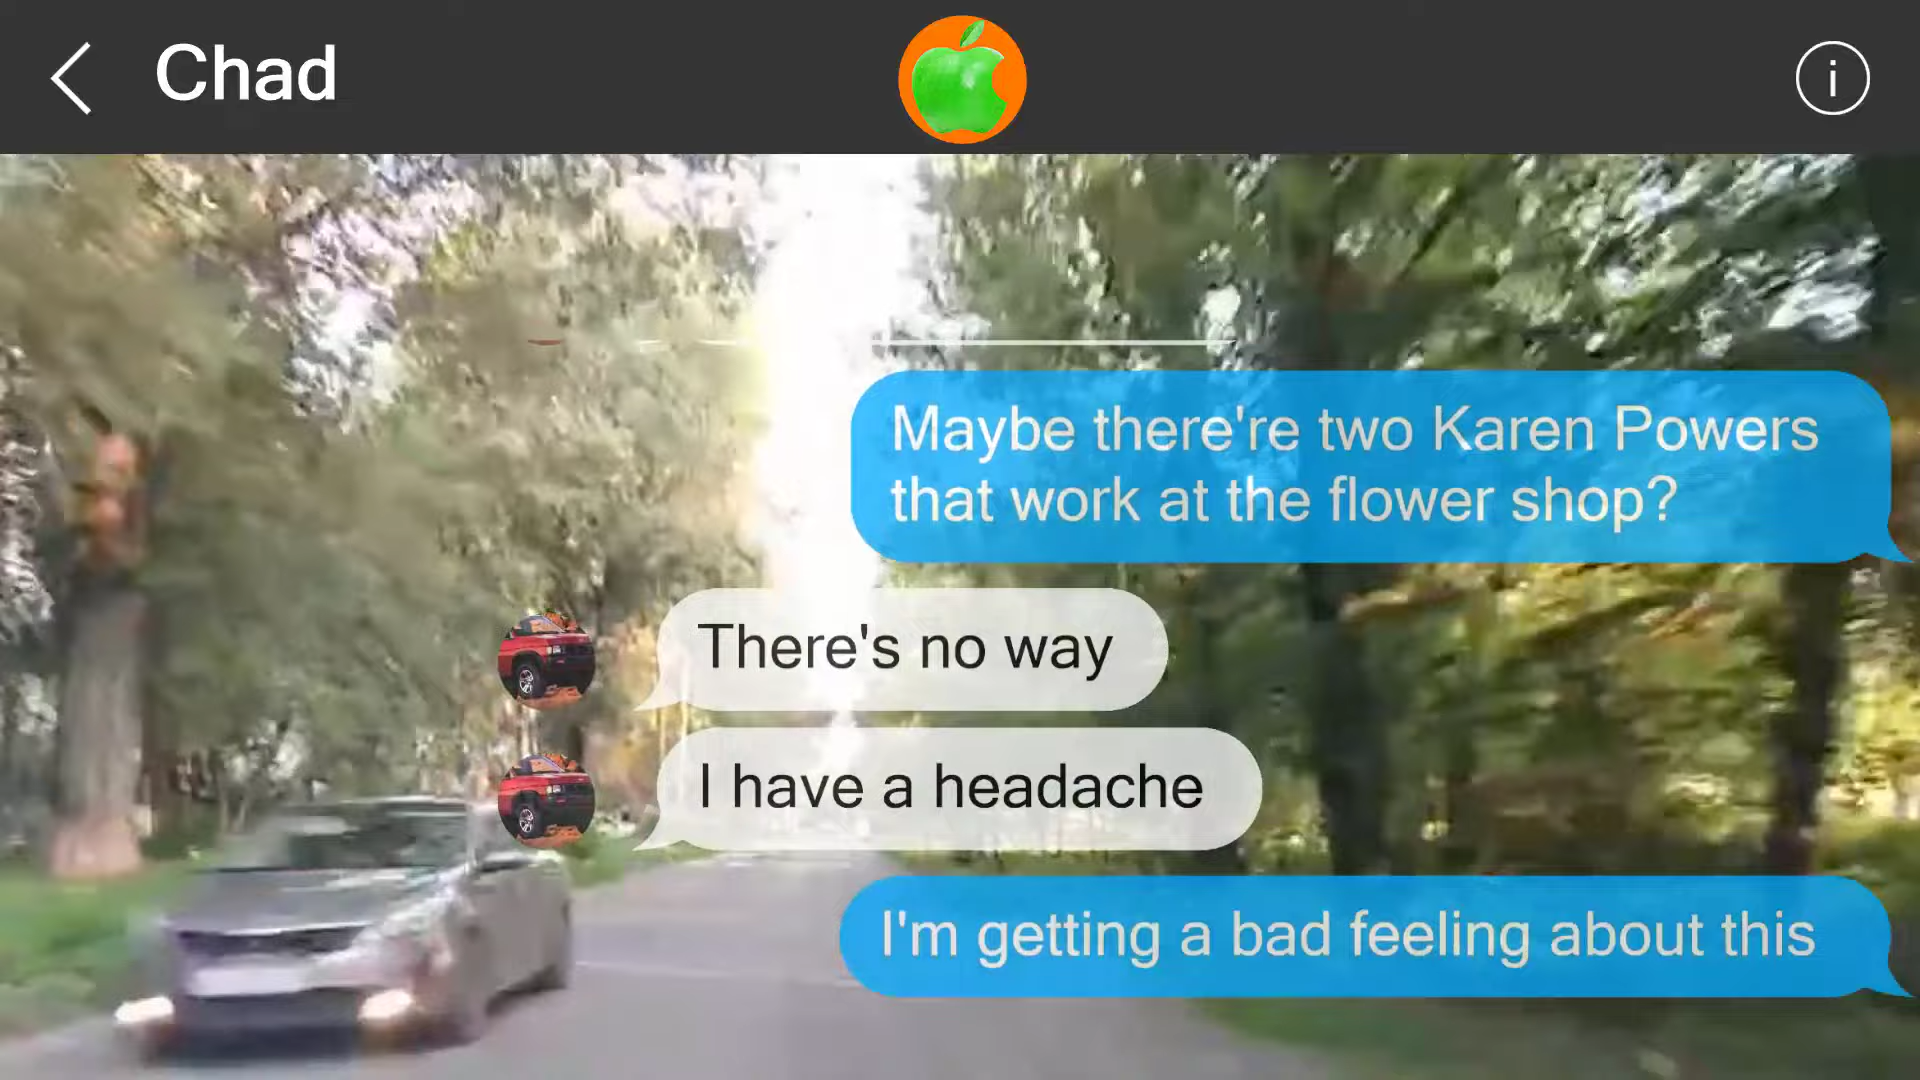 Chad
i
Maybe there're two Karen Powers
that work at the flower shop?
There's no way
I have a headache
I'm getting a bad feeling about this